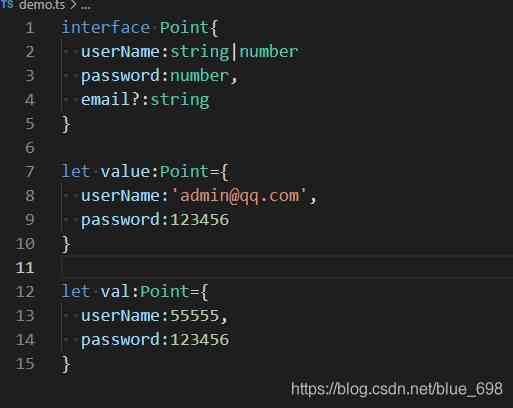 TS demo.ts > ...
1 interface Point{
2 userName:string|number
3 password:number,
4 email?:string
5 }
6
7 let value:Point={
8 userName:'admin@qq.com',
9 password:123456
10 }
11
12 let val:Point={
13 userName:55555,
14 password:123456
15 }
https://blog.csdn.net/blue_698